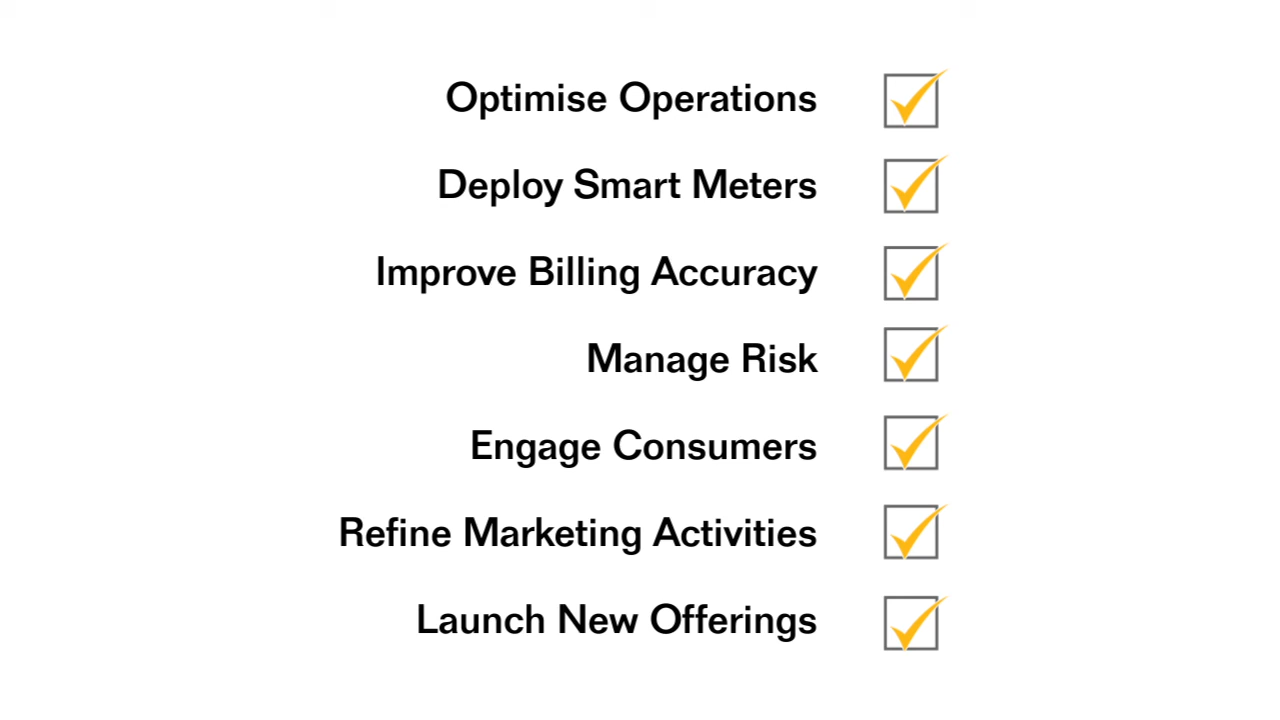 Optimise Operations
Deploy Smart Meters
Improve Billing Accuracy
Manage Risk
Engage Consumers
Refine Marketing Activities
Launch New Offerings